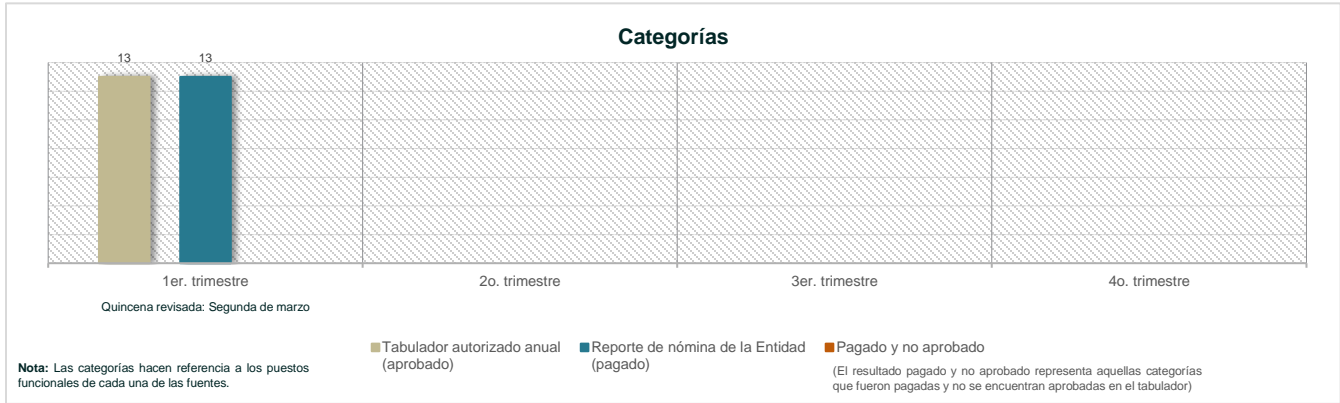 Categorías
13
13
1er. trimestre
2o. trimestre
3er. trimestre
4o. trimestre
Quincena revisada: Segunda de marzo
Tabulador autorizado anual
(aprobado)
Reporte de nómina de la Entidad
(pagado)
Pagado y no aprobado
(El resultado pagado y no aprobado representa aquellas categorías
que fueron pagadas y no se encuentran aprobadas en el tabulador)
Nota: Las categorías hacen referencia a los puestos
funcionales de cada una de las fuentes.